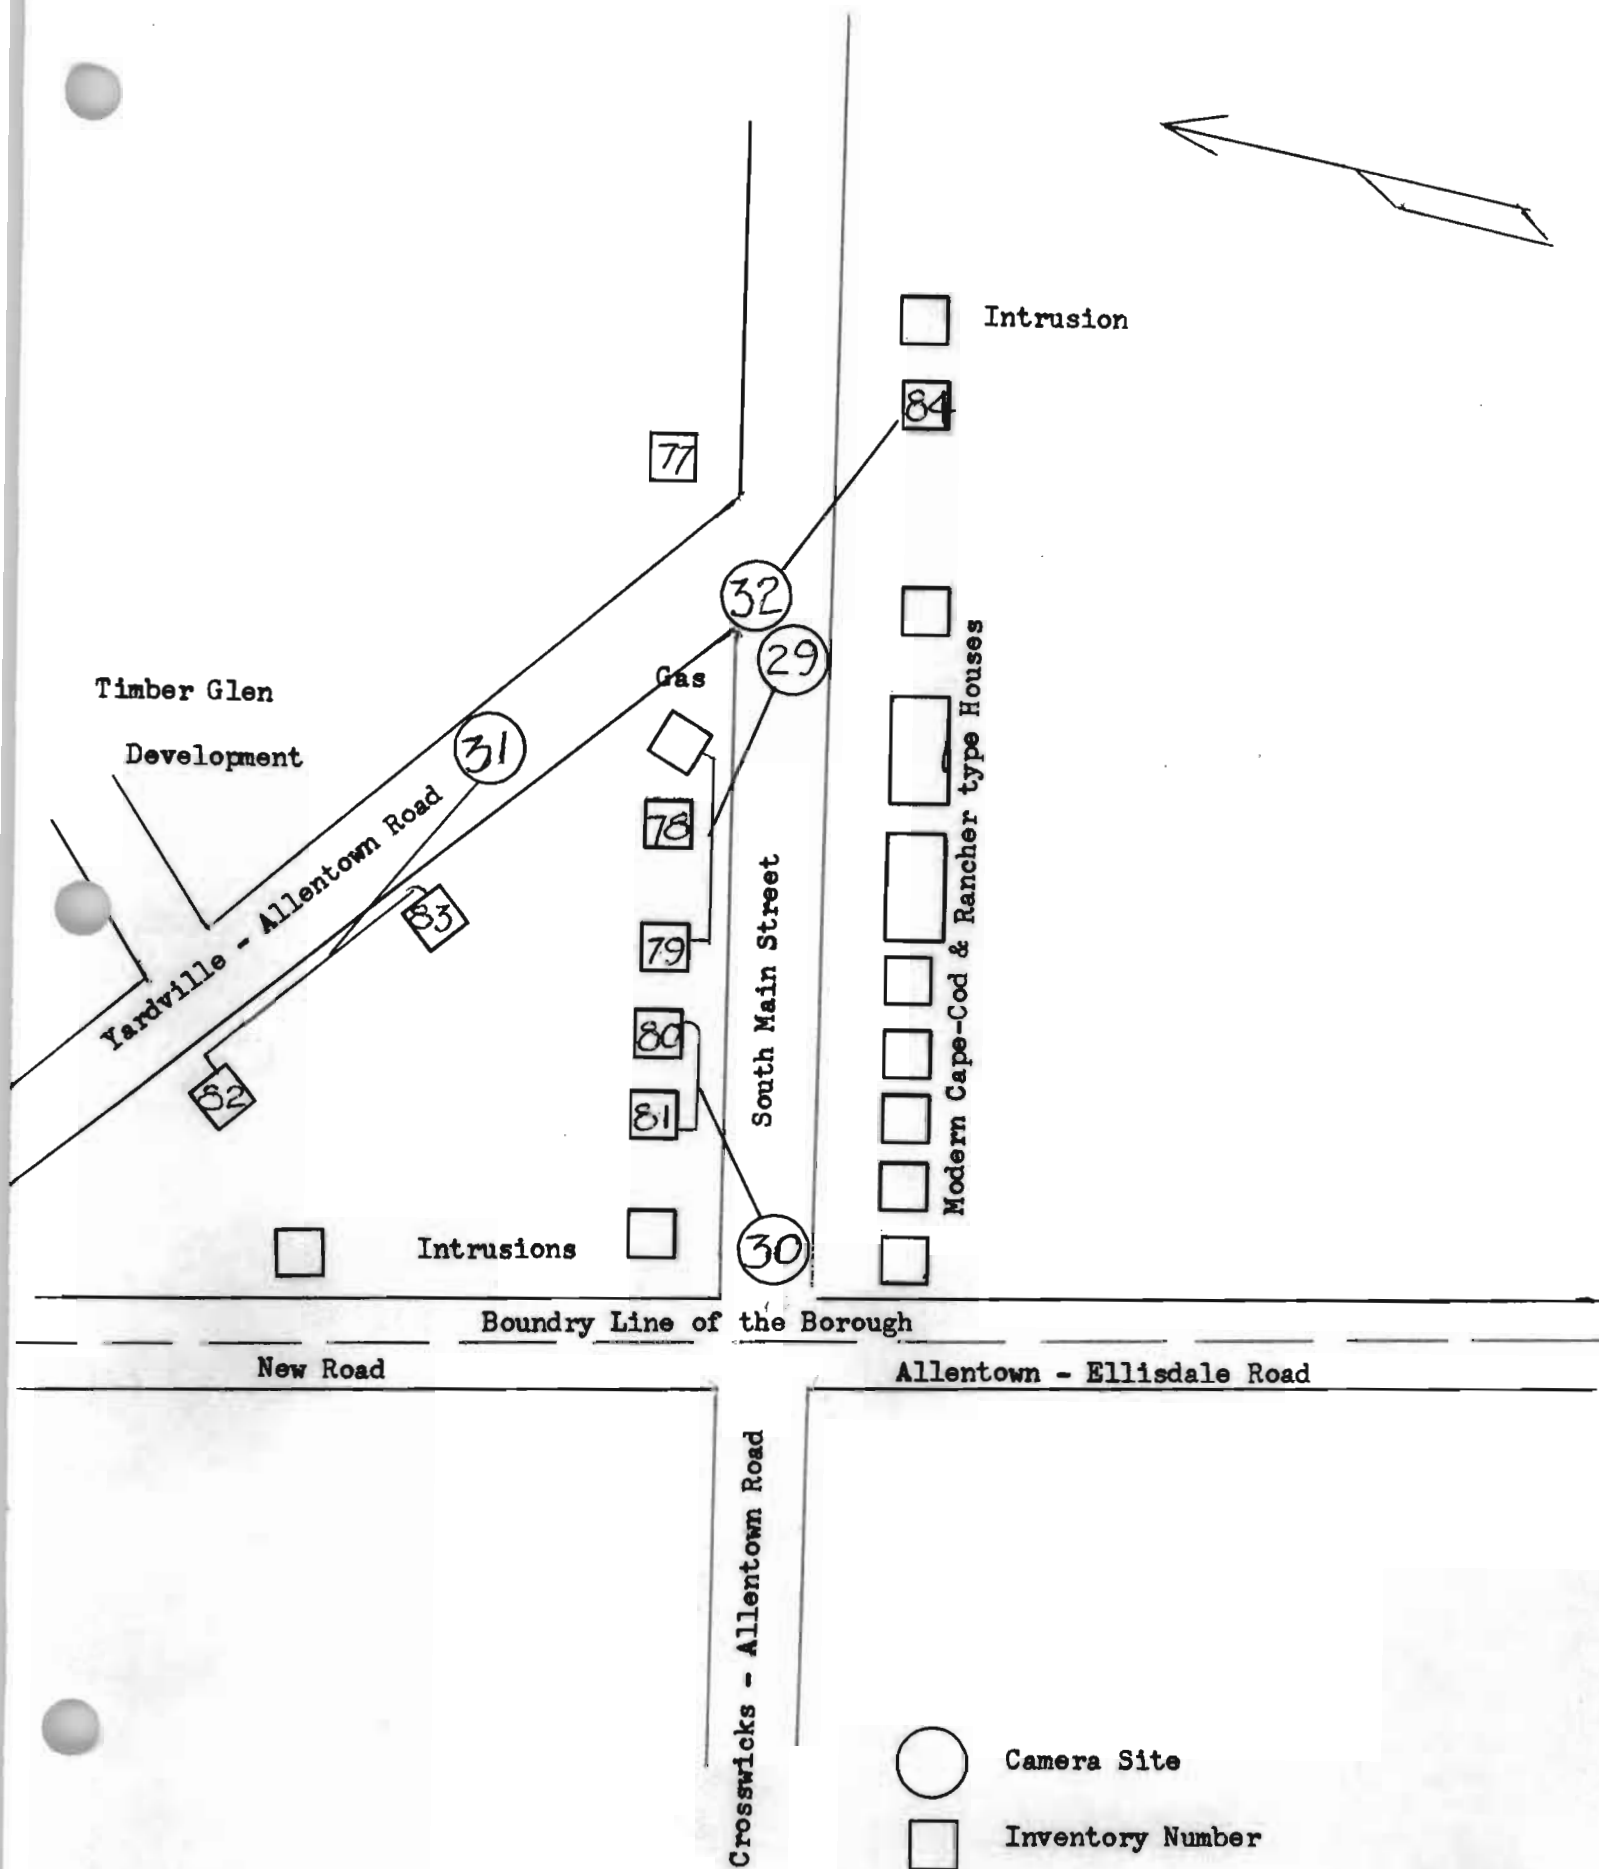 Intrusion
84
77
32
29
Gas
Timber Glen
Development
31
78
Modern Cape-Cod & Rancher type Houses
Yardville - Allentown Road
83
79
South Main Street
80
82
81
Intrusions
30
Boundry Line of the Borough
New Road
Allentown - Ellisdale Road
Crosswicks - Allentown Road
Camera Site
Inventory Number